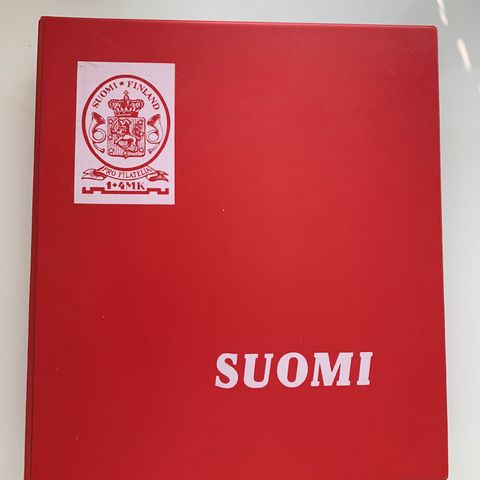 SUOMI ★ FINLAND
PRO FILATELIA
1+4MK
SUOMI